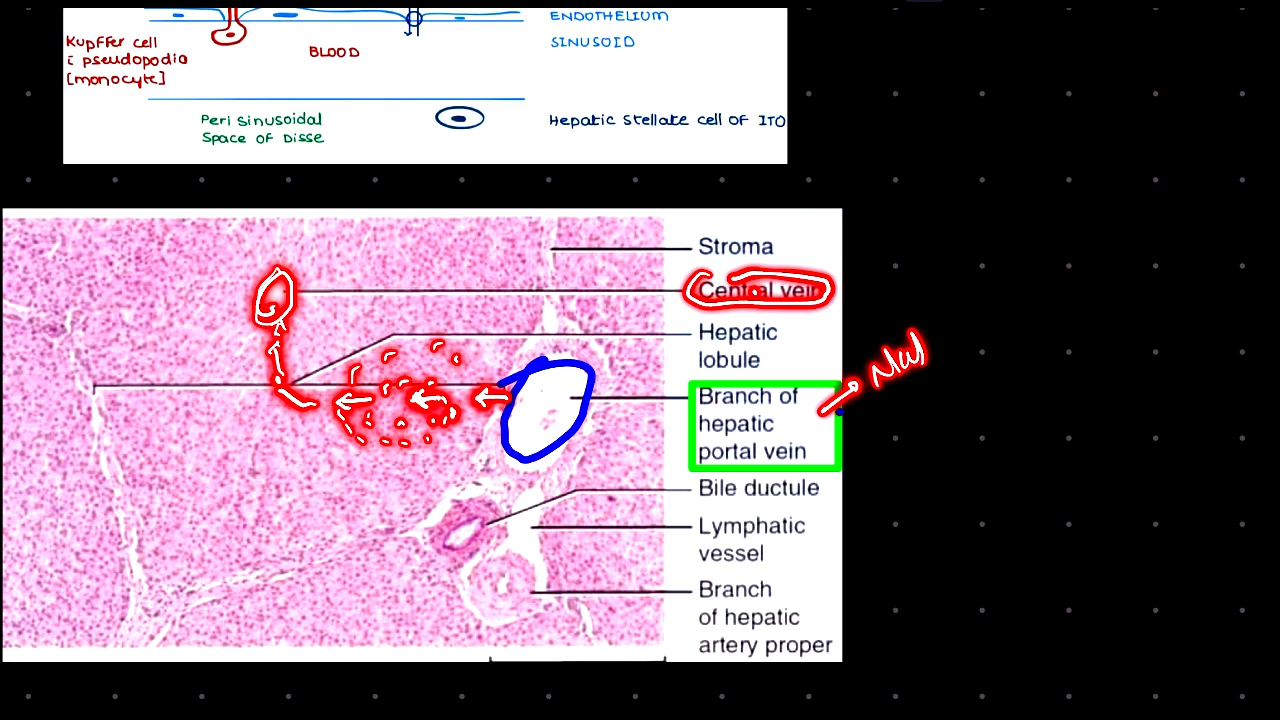 ENDOTHELIUM
SINUSOID
Kupffer cell
c̄ pseudopodia
[monocyte]
BLOOD
Peri sinusoidal
Space of Disse
Hepatic Stellate cell of ITO
Stroma
Central vein
Hepatic
lobule
Branch of
hepatic
portal vein
Bile ductule
Lymphatic
vessel
Branch
of hepatic
artery proper